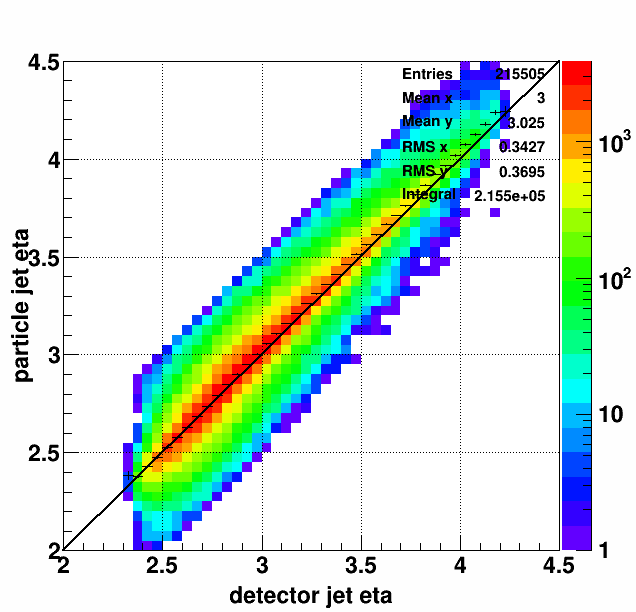 4.5
4
3.5
3
2.5
2
particle jet eta
Entries 215505
Mean x 3
Mean y 3.025
RMS x 0.3427
RMS y 0.3695
Integral 2.155e+05
10³
10²
10
1
2 2.5 3 3.5 4 4.5
detector jet eta